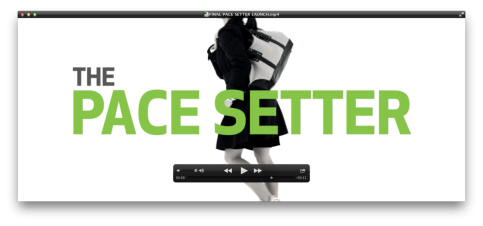 FINAL PACE SETTER LAUNCH.mp4
THE
PACE SETTER